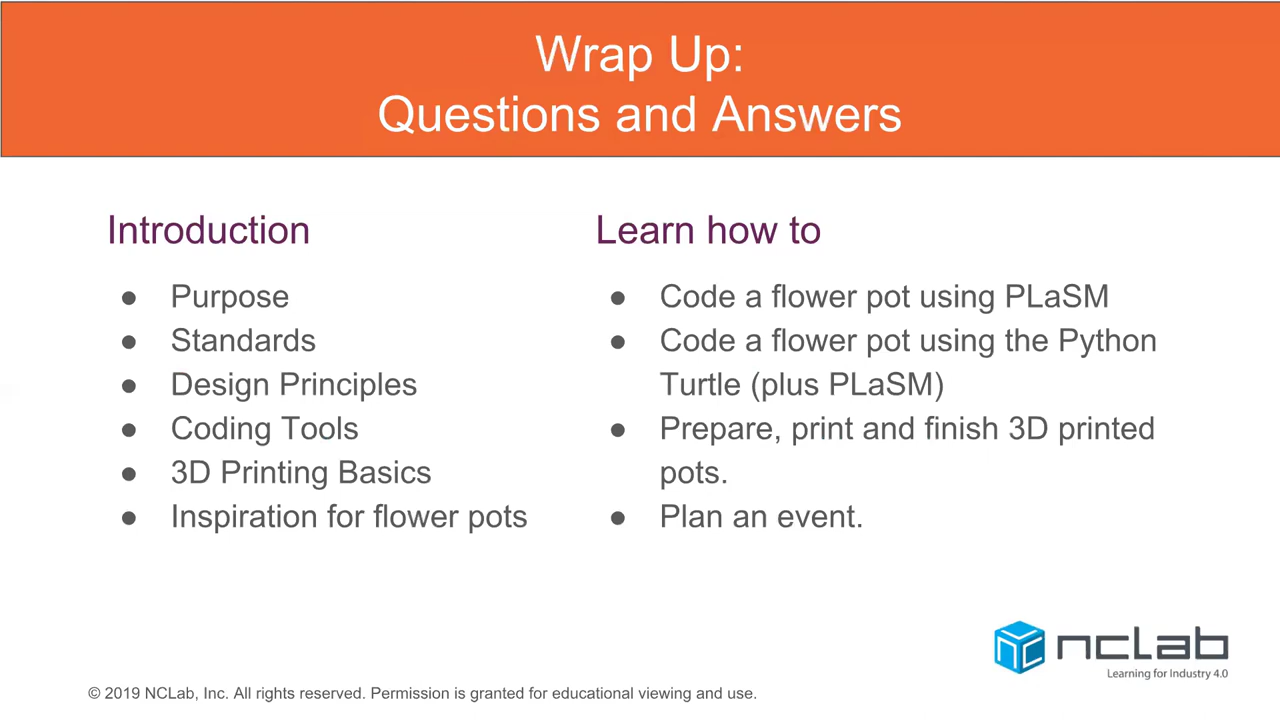 Wrap Up:
Questions and Answers
Introduction
● Purpose
● Standards
● Design Principles
● Coding Tools
● 3D Printing Basics
● Inspiration for flower pots
Learn how to
● Code a flower pot using PLaSM
● Code a flower pot using the Python
Turtle (plus PLaSM)
● Prepare, print and finish 3D printed
pots.
● Plan an event.
nc nclab
Learning for Industry 4.0
© 2019 NCLab, Inc. All rights reserved. Permission is granted for educational viewing and use.